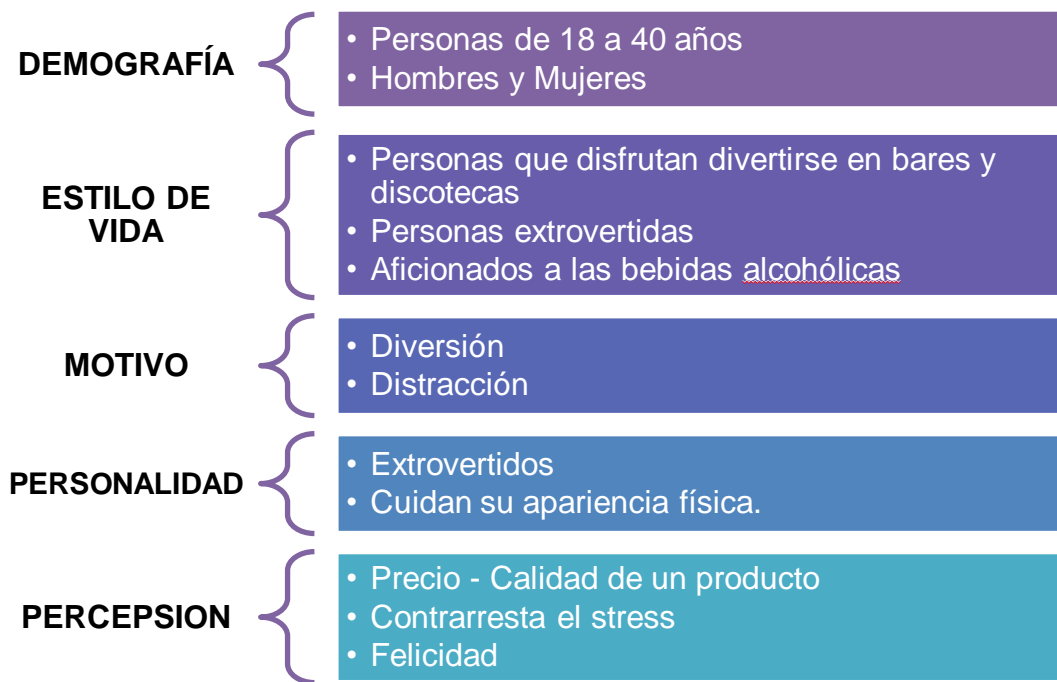 DEMOGRAFÍA
• Personas de 18 a 40 años
• Hombres y Mujeres
ESTILO DE
VIDA
• Personas que disfrutan divertirse en bares y
discotecas
• Personas extrovertidas
• Aficionados a las bebidas alcohólicas
MOTIVO
• Diversión
• Distracción
PERSONALIDAD
• Extrovertidos
• Cuidan su apariencia física.
PERCEPSION
• Precio - Calidad de un producto
• Contrarresta el stress
• Felicidad